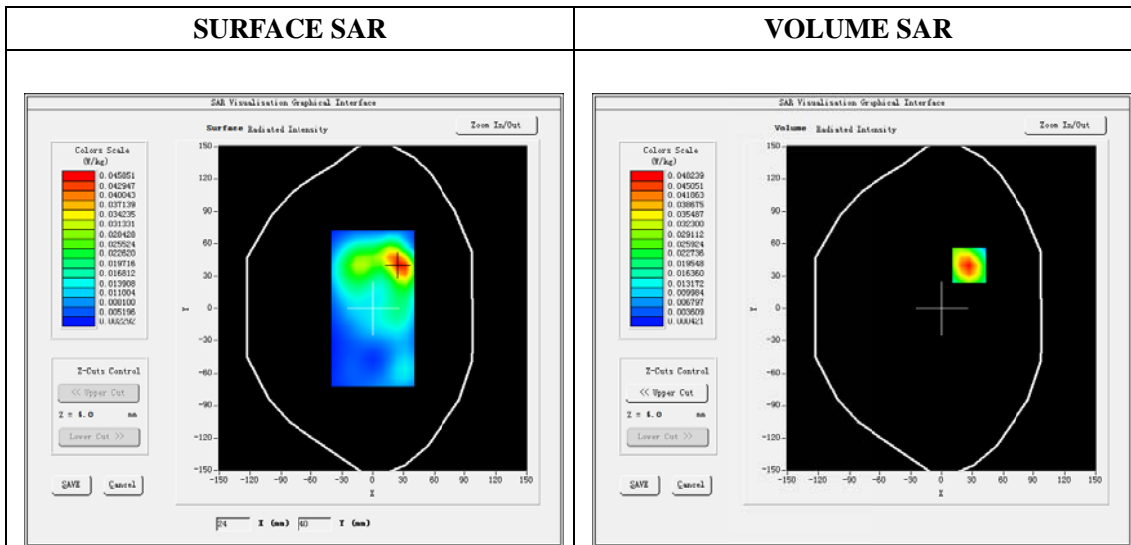 SURFACE SAR
VOLUME SAR
SAR Visualisation Graphical Interface
Surface Radiated Intensity
Zoom In/Out
Colors Scale
(W/kg)
0.045851
0.042947
0.040043
0.037139
0.034235
0.031331
0.028428
0.025524
0.022620
0.019716
0.016812
0.013908
0.011004
0.008100
0.005196
0.002292
Z-Cuts Control
<< Upper Cut
Z = 4.0 mm
Lower Cut >>
SAVE
Cancel
150
120
90
60
30
0
-30
-60
-90
-120
-150
Y
-150 -120 -90 -60 -30 0 30 60 90 120 150
X
24 X (mm) 40 Y (mm)
SAR Visualisation Graphical Interface
Volume Radiated Intensity
Zoom In/Out
Colors Scale
(W/kg)
0.048239
0.045051
0.041863
0.038675
0.035487
0.032300
0.029112
0.025924
0.022736
0.019548
0.016360
0.013172
0.009984
0.006797
0.003609
0.000421
Z-Cuts Control
<< Upper Cut
Z = 4.0 mm
Lower Cut >>
SAVE
Cancel
150
120
90
60
30
0
-30
-60
-90
-120
-150
Y
-150 -120 -90 -60 -30 0 30 60 90 120 150
X